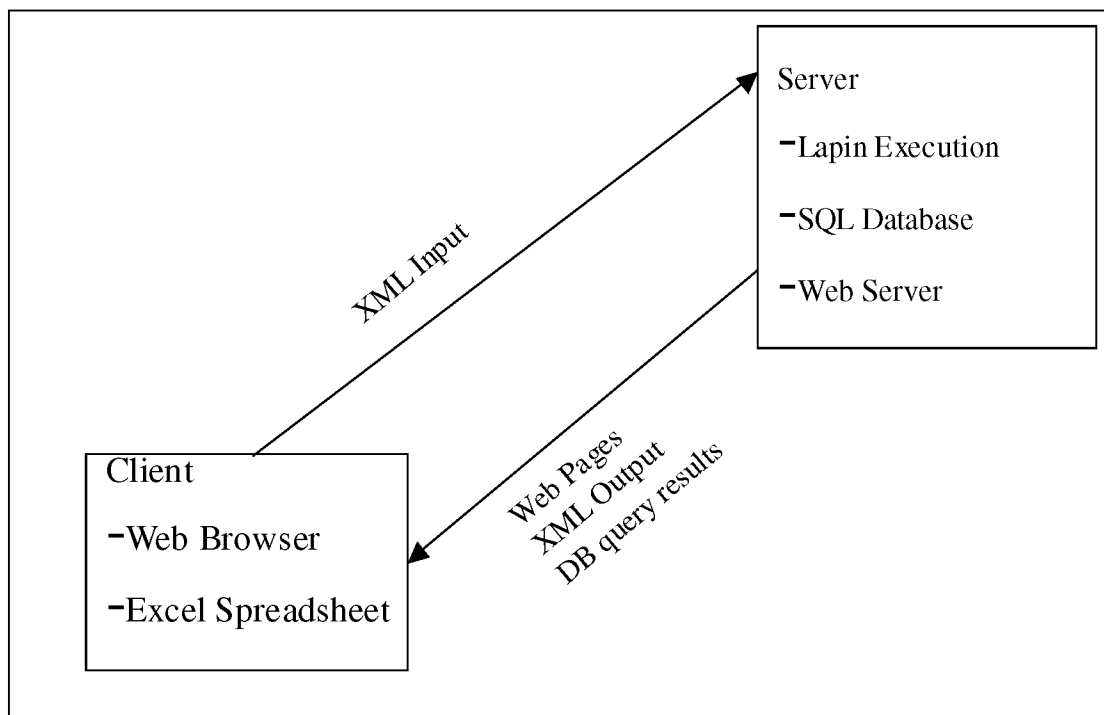 Server
-Lapin Execution
-SQL Database
-Web Server
XML Input
Web Pages
XML Output
DB query results
Client
-Web Browser
-Excel Spreadsheet